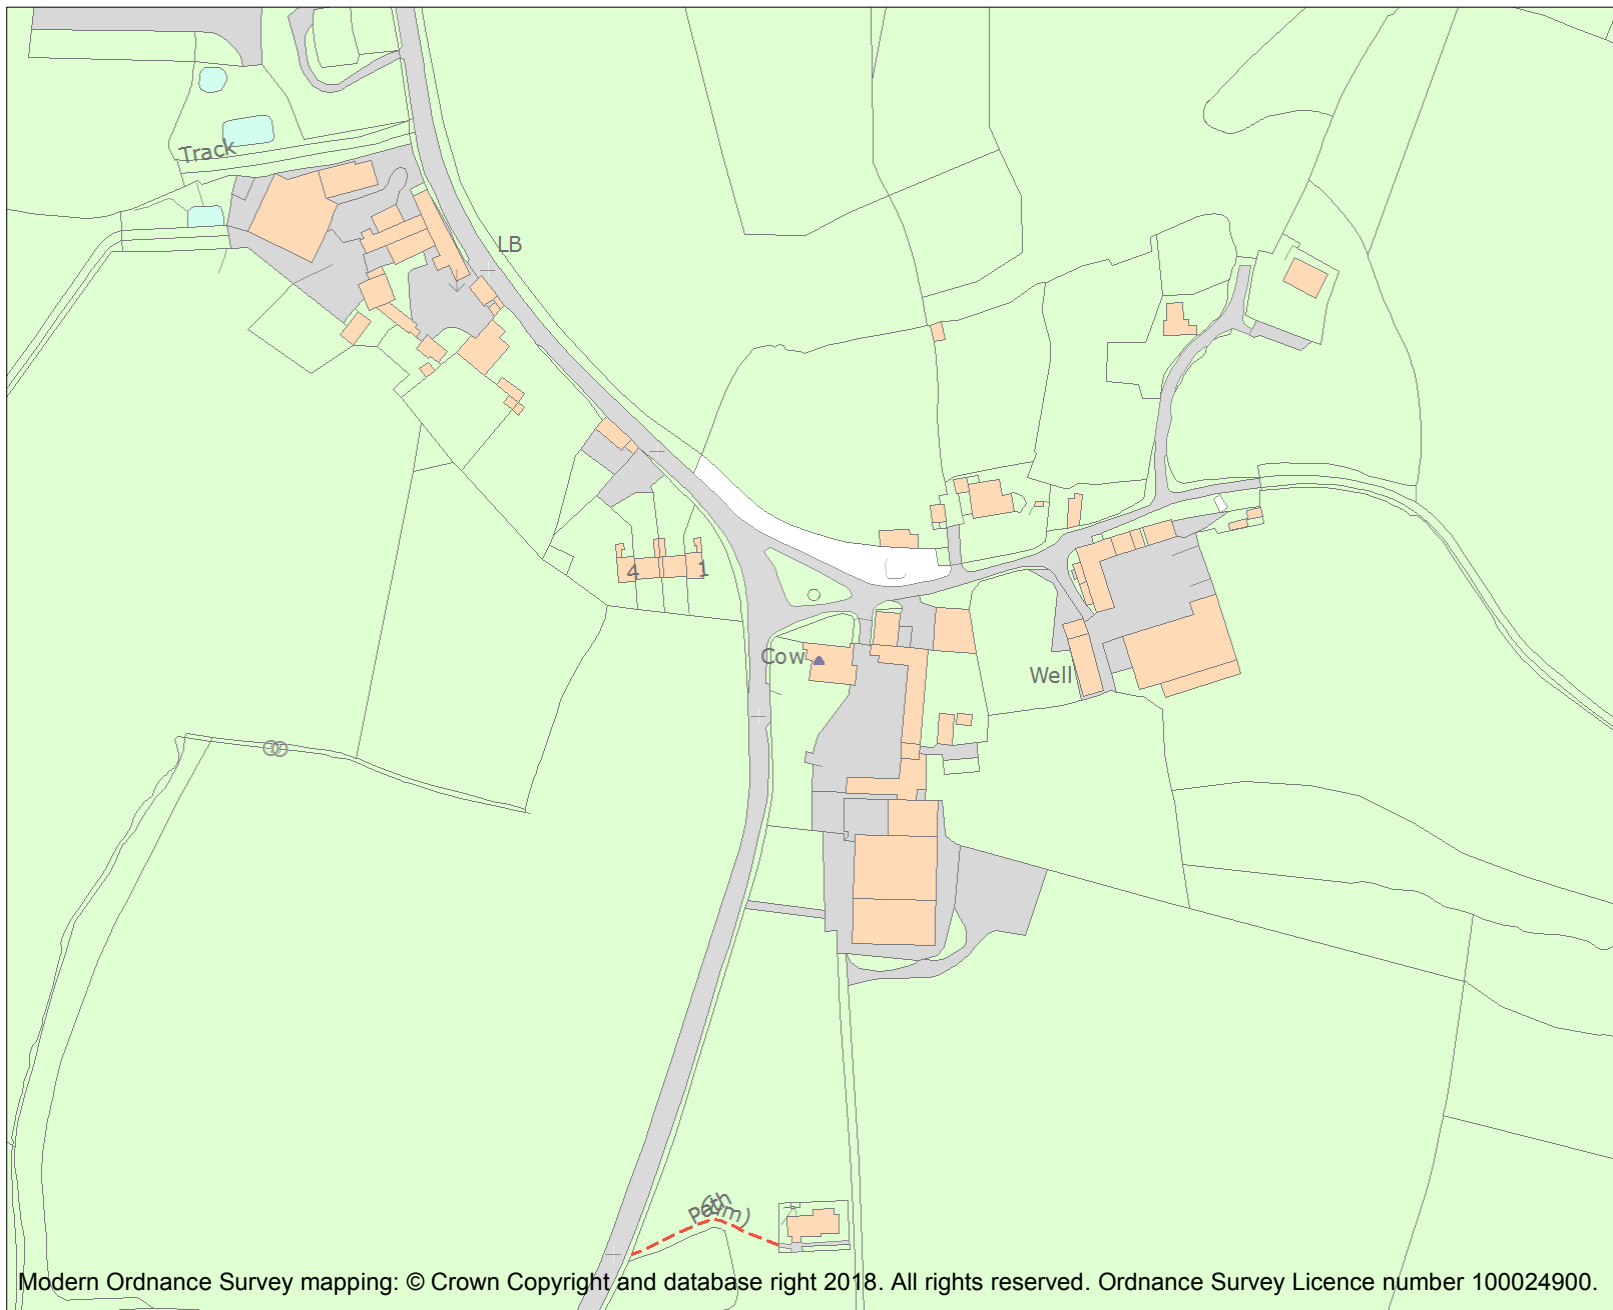 Track
LB
4
1
Cow
Well
Path
(um)
Modern Ordnance Survey mapping: © Crown Copyright and database right 2018. All rights reserved. Ordnance Survey Licence number 100024900.